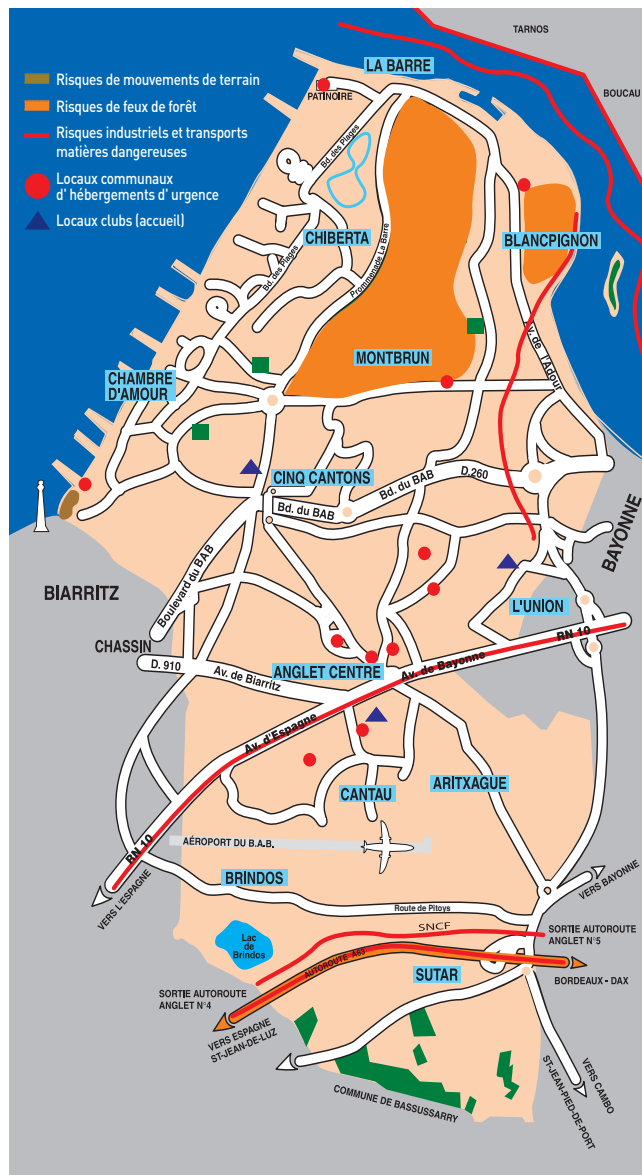 TARNOS
LA BARRE
BOUCAU
Risques de mouvements de terrain
Risques de feux de forêt
Risques industriels et transports
matières dangereuses
Locaux communaux
d' hébergements d' urgence
Locaux clubs (accueil)
PATINOIRE
Bd. des Plages
CHIBERTA
BLANCPIGNON
Bd. des Plages
Prommenade La Barre
MONTBRUN
Av. de l'Adour
CHAMBRE
D'AMOUR
CINQ CANTONS
D.260
Bd. du BAB
Bd. du BAB
BAYONNE
Boulevard du BAB
BIARRITZ
L'UNION
RN 10
CHASSIN
D. 910
Av. de Biarritz
ANGLET CENTRE
Av. de Bayonne
Av. d'Espagne
CANTAU
ARITXAGUE
RN 10
AÉROPORT DU B.A.B.
BRINDOS
VERS L'ESPAGNE
VERS BAYONNE
Route de Pitoys
SNCF
SORTIE AUTOROUTE
ANGLET N°5
Lac
de
Brindos
AUTOROUTE A63
SUTAR
BORDEAUX - DAX
SORTIE AUTOROUTE
ANGLET N°4
VERS ESPAGNE
ST-JEAN-DE-LUZ
VERS CAMBO
ST-JEAN-PIED-DE-PORT
COMMUNE DE BASSUSSARRY